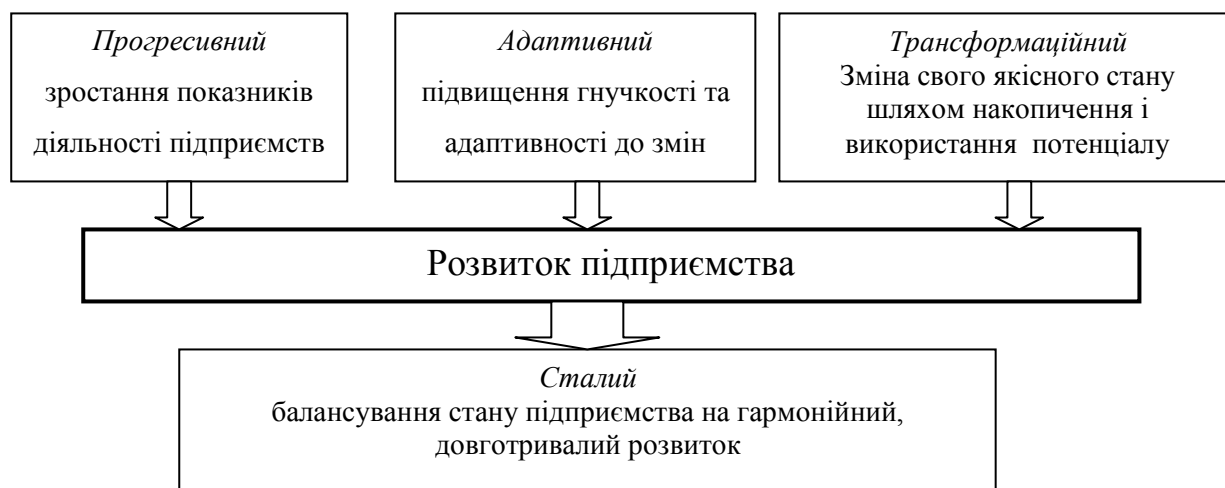 Прогресивний
зростання показників
діяльності підприємств
Адаптивний
підвищення гнучкості та
адаптивності до змін
Трансформаційний
Зміна свого якісного стану
шляхом накопичення і
використання потенціалу
Розвиток підприємства
Сталий
балансування стану підприємства на гармонійний,
довготривалий розвиток